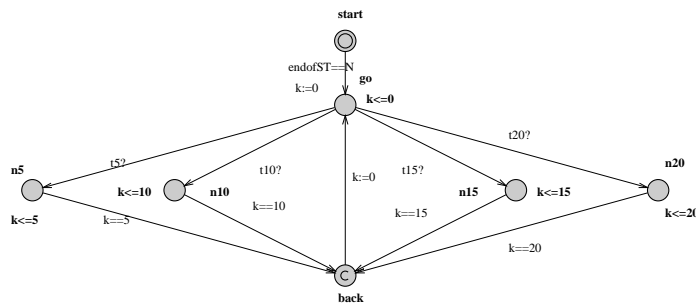 start
endofST==N
go
k:=0
k<=0
t20?
n5
t5?
t10?
t15?
n20
k:=0
k<=10
n10
n15
k<=15
k<=5
k==5
k==10
k==15
k<=20
k==20
C
back